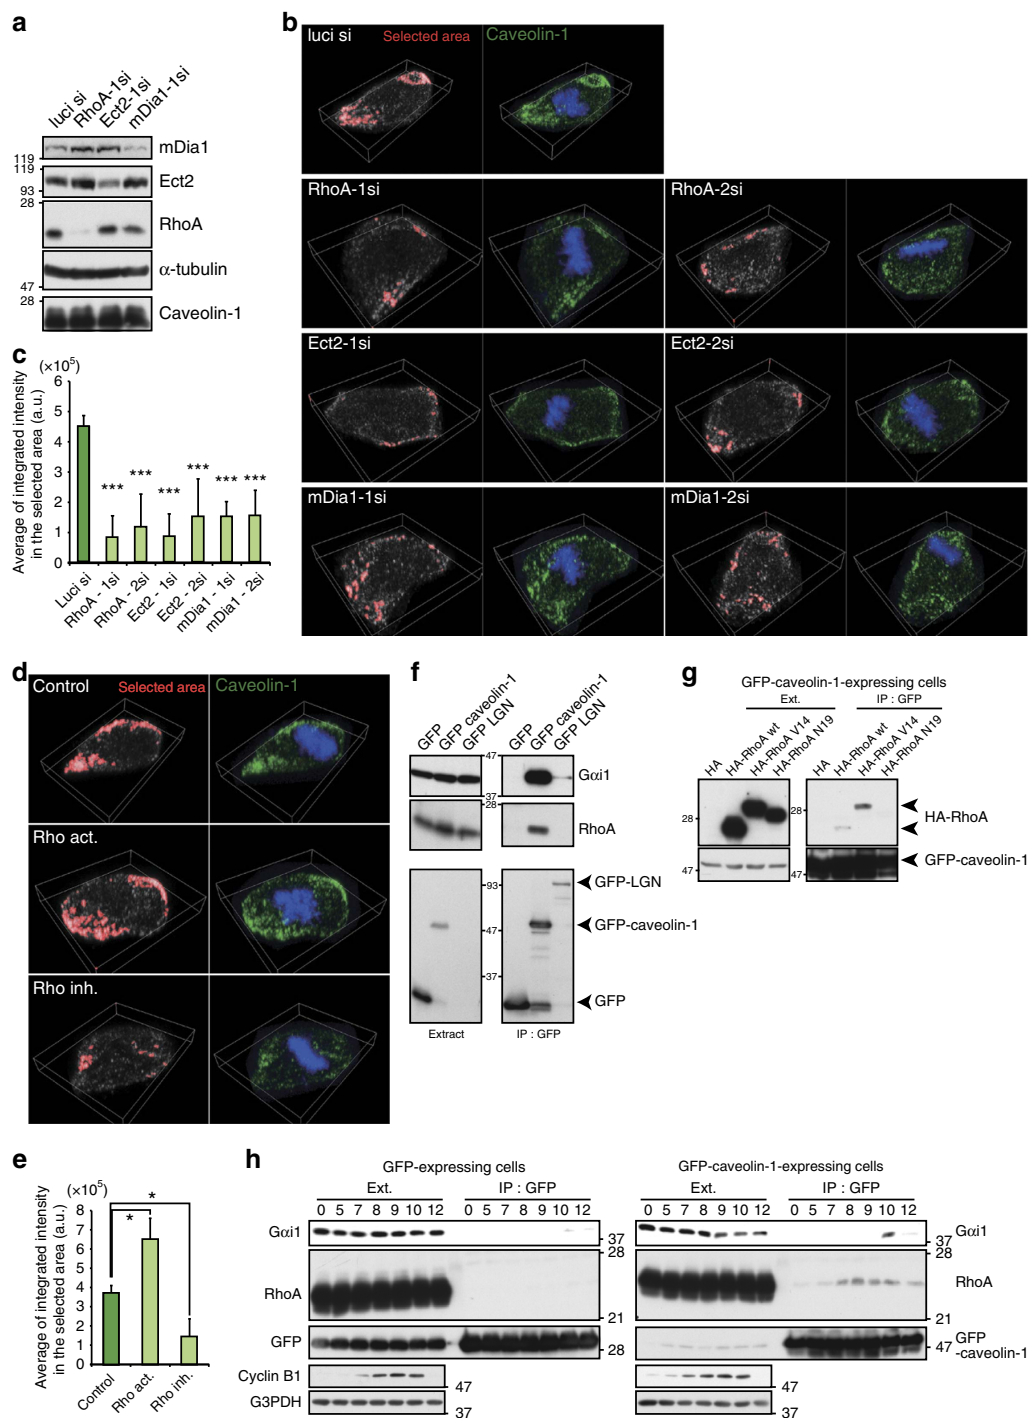 a
luci si
RhoA-1si
Ect2-1si
mDia1-1si
119
mDia1
119
93
Ect2
28
RhoA
α-tubulin
47
28
Caveolin-1
b
luci si
Selected area
Caveolin-1
RhoA-1si
RhoA-2si
Ect2-1si
Ect2-2si
mDia1-1si
mDia1-2si
c
(×10⁵)
Average of integrated intensity
in the selected area (a.u.)
6
5
4
3
2
1
0
***
***
***
***
***
***
Luci si
RhoA - 1si
RhoA - 2si
Ect2 - 1si
Ect2 - 2si
mDia1 - 1si
mDia1 - 2si
d
Control
Selected area
Caveolin-1
Rho act.
Rho inh.
e
(×10⁵)
Average of integrated intensity
in the selected area (a.u.)
8
7
6
5
4
3
2
1
0
*
*
Control
Rho act.
Rho inh.
f
GFP
GFP caveolin-1
GFP LGN
GFP
GFP caveolin-1
GFP LGN
47
37
Gαi1
28
RhoA
93
GFP-LGN
47
GFP-caveolin-1
37
GFP
Extract
IP : GFP
g
GFP-caveolin-1-expressing cells
Ext.
IP : GFP
HA
HA-RhoA wt
HA-RhoA V14
HA-RhoA N19
HA
HA-RhoA wt
HA-RhoA V14
HA-RhoA N19
28
28
HA-RhoA
47
47
GFP-caveolin-1
h
GFP-expressing cells
Ext.
IP : GFP
0 5 7 8 9 10 12
0 5 7 8 9 10 12
Gαi1
37
28
RhoA
21
GFP
28
Cyclin B1
47
G3PDH
37
GFP-caveolin-1-expressing cells
Ext.
IP : GFP
0 5 7 8 9 10 12
0 5 7 8 9 10 12
37
Gαi1
28
RhoA
21
47
GFP
-caveolin-1
47
37